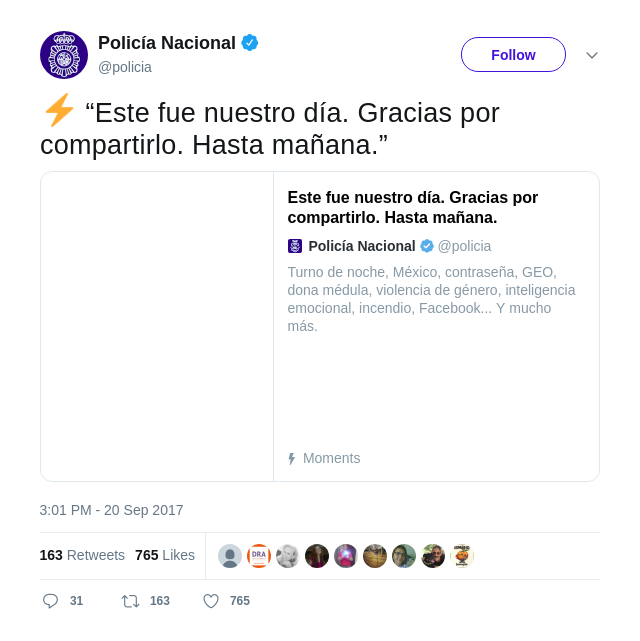 Policía Nacional
@policia
Follow
⚡ “Este fue nuestro día. Gracias por
compartirlo. Hasta mañana.”
Este fue nuestro día. Gracias por
compartirlo. Hasta mañana.
Policía Nacional @policia
Turno de noche, México, contraseña, GEO,
dona médula, violencia de género, inteligencia
emocional, incendio, Facebook... Y mucho
más.
Moments
3:01 PM - 20 Sep 2017
163 Retweets 765 Likes
DRA
31 163 765